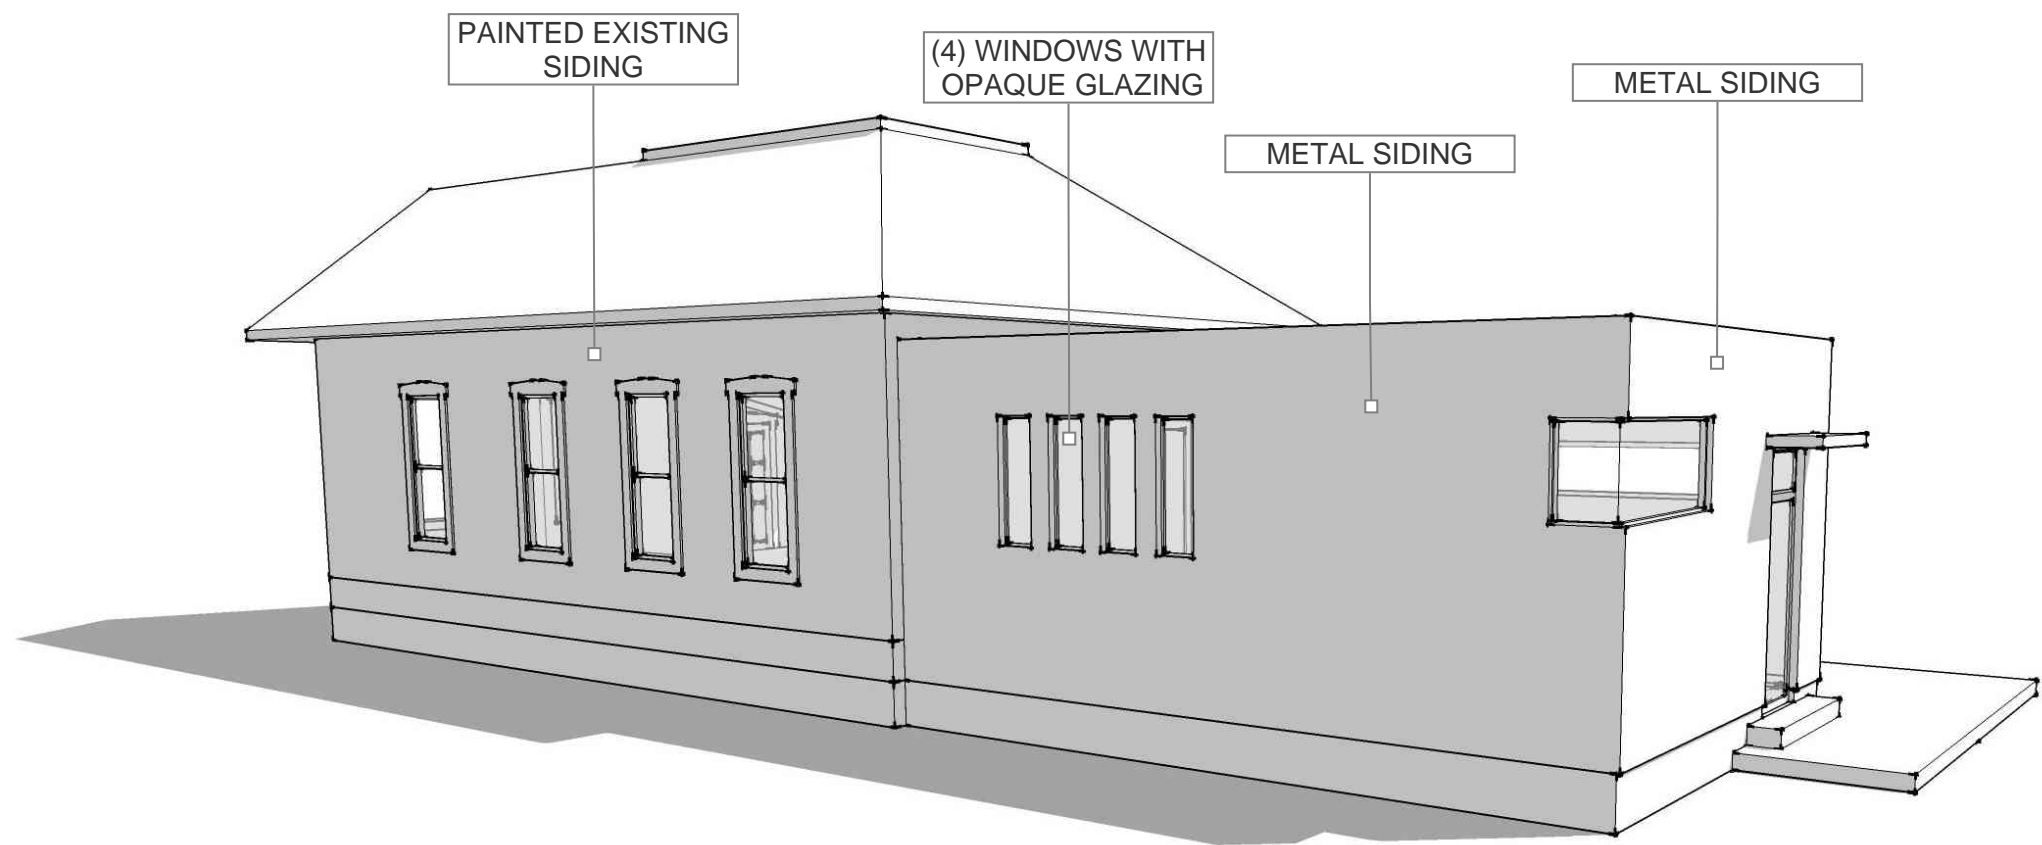 PAINTED EXISTING
SIDING
(4) WINDOWS WITH
OPAQUE GLAZING
METAL SIDING
METAL SIDING